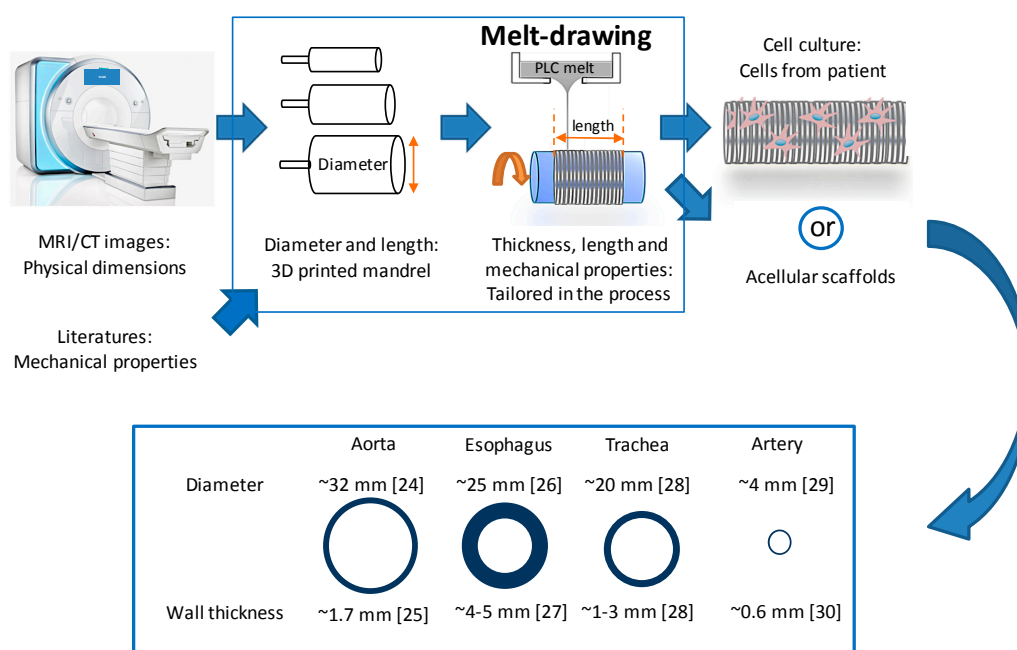 Melt-drawing
PLC melt
length
Diameter
Cell culture:
Cells from patient
or
Acellular scaffolds
MRI/CT images:
Physical dimensions
Diameter and length:
3D printed mandrel
Thickness, length and
mechanical properties:
Tailored in the process
Literatures:
Mechanical properties
Aorta Esophagus Trachea Artery
Diameter ~32 mm [24] ~25 mm [26] ~20 mm [28] ~4 mm [29]
Wall thickness ~1.7 mm [25] ~4-5 mm [27] ~1-3 mm [28] ~0.6 mm [30]